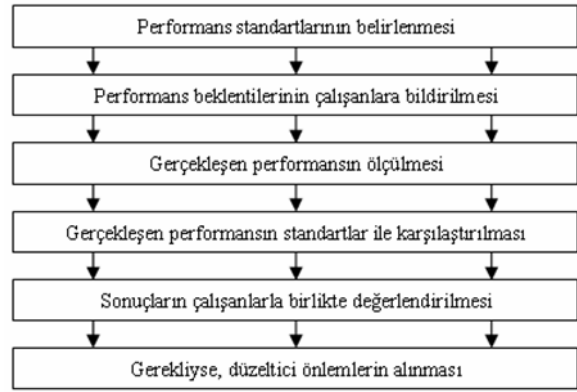 Performans standartlarının belirlenmesi
Performans beklentilerinin çalışanlara bildirilmesi
Gerçekleşen performansın ölçülmesi
Gerçekleşen performansın standartlar ile karşılaştırılması
Sonuçların çalışanlarla birlikte değerlendirilmesi
Gerekliyse, düzeltici önlemlerin alınması